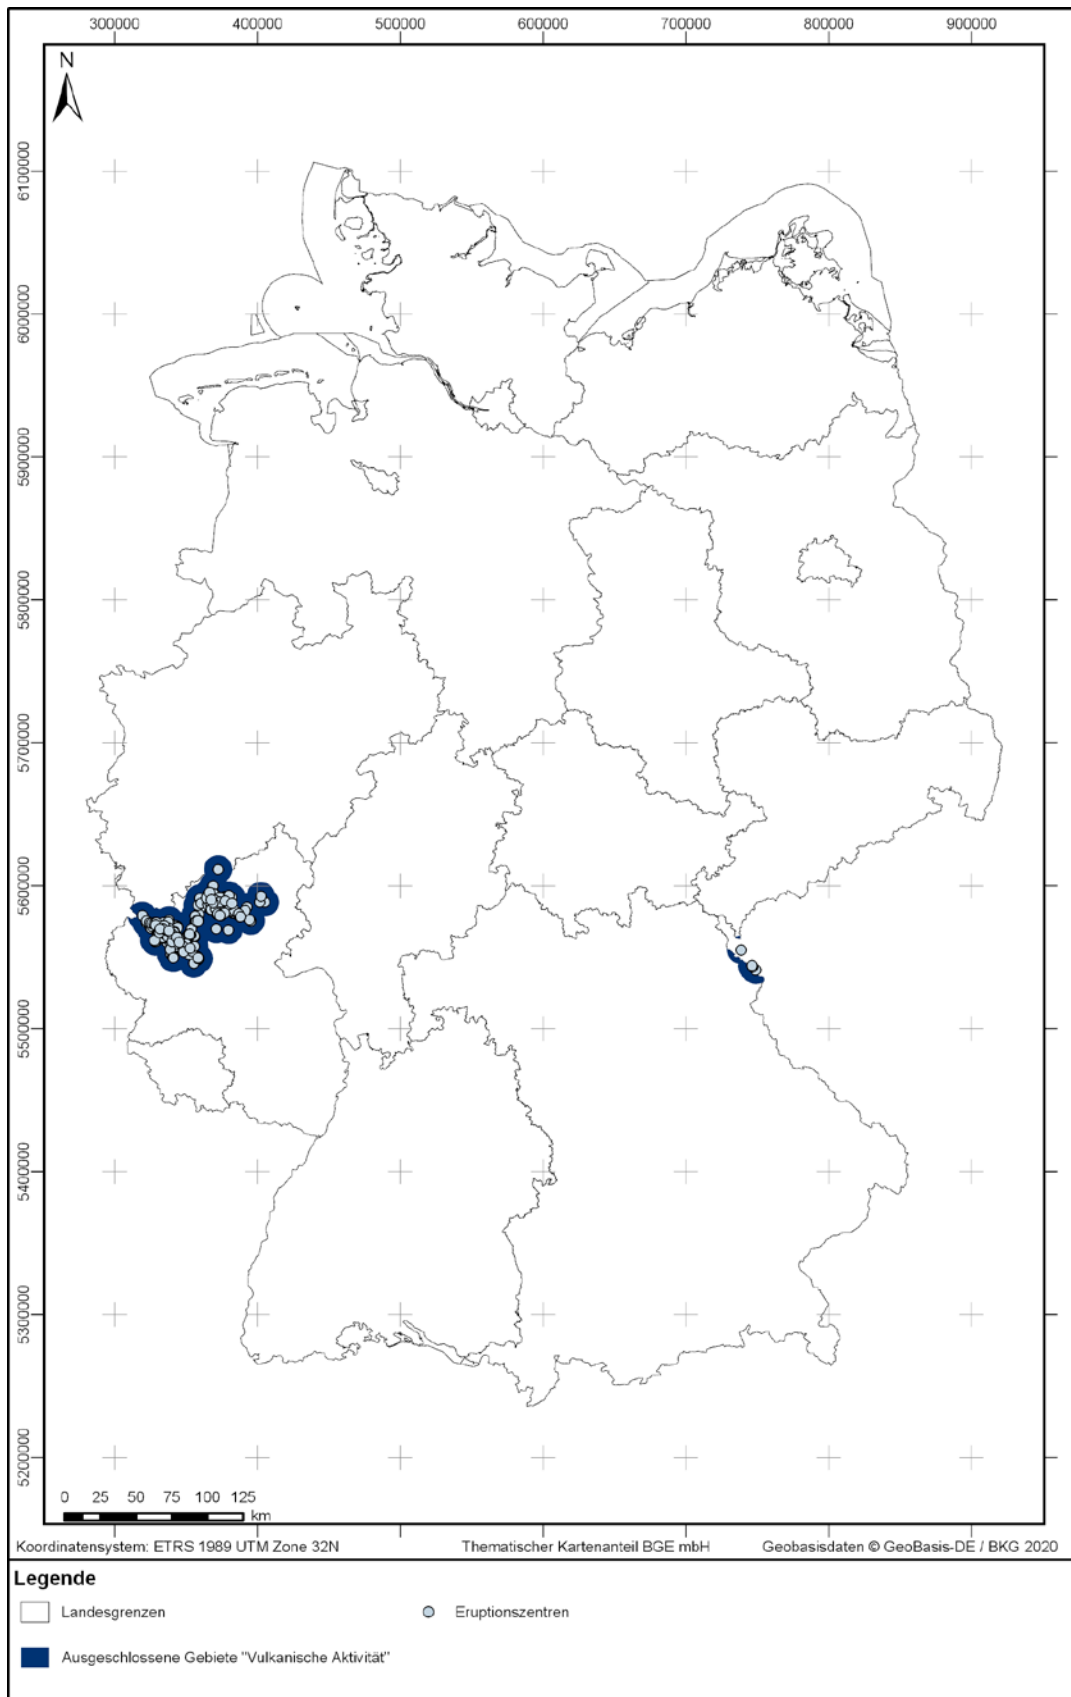 300000 400000 500000 600000 700000 800000 900000
N
6100000
6000000
5900000
5800000
5700000
5600000
5500000
5400000
5300000
5200000
0 25 50 75 100 125
km
Koordinatensystem: ETRS 1989 UTM Zone 32N Thematischer Kartenanteil BGE mbH Geobasisdaten © GeoBasis-DE / BKG 2020
Legende
Landesgrenzen Eruptionszentren
Ausgeschlossene Gebiete "Vulkanische Aktivität"